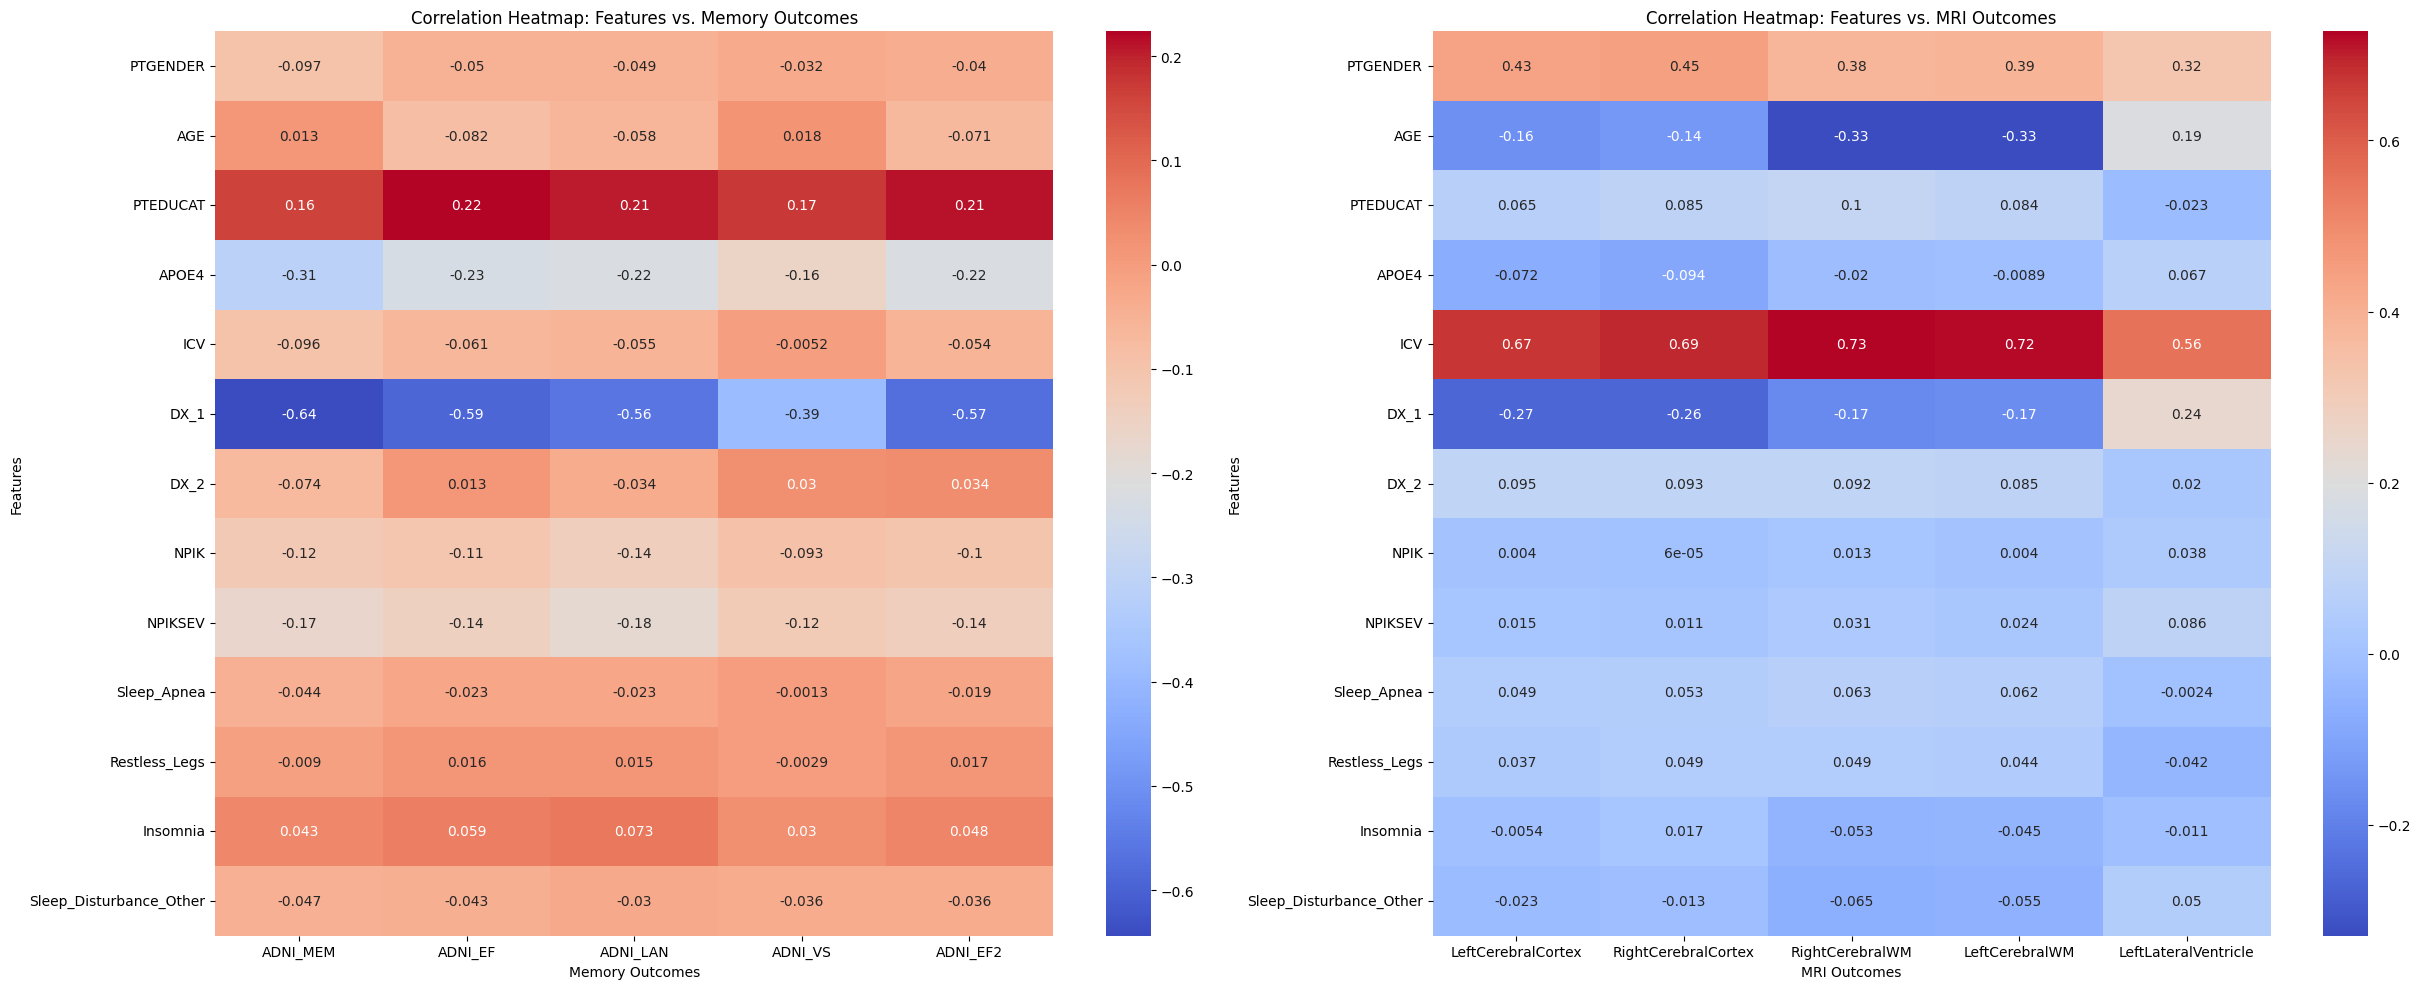 Correlation Heatmap: Features vs. Memory Outcomes
Features
PTGENDER -0.097 -0.05 -0.049 -0.032 -0.04
AGE 0.013 -0.082 -0.058 0.018 -0.071
PTEDUCAT 0.16 0.22 0.21 0.17 0.21
APOE4 -0.31 -0.23 -0.22 -0.16 -0.22
ICV -0.096 -0.061 -0.055 -0.0052 -0.054
DX_1 -0.64 -0.59 -0.56 -0.39 -0.57
DX_2 -0.074 0.013 -0.034 0.03 0.034
NPIK -0.12 -0.11 -0.14 -0.093 -0.1
NPIKSEV -0.17 -0.14 -0.18 -0.12 -0.14
Sleep_Apnea -0.044 -0.023 -0.023 -0.0013 -0.019
Restless_Legs -0.009 0.016 0.015 -0.0029 0.017
Insomnia 0.043 0.059 0.073 0.03 0.048
Sleep_Disturbance_Other -0.047 -0.043 -0.03 -0.036 -0.036
ADNI_MEM ADNI_EF ADNI_LAN ADNI_VS ADNI_EF2
Memory Outcomes
0.2
0.1
0.0
−0.1
−0.2
−0.3
−0.4
−0.5
−0.6
Correlation Heatmap: Features vs. MRI Outcomes
Features
PTGENDER 0.43 0.45 0.38 0.39 0.32
AGE -0.16 -0.14 -0.33 -0.33 0.19
PTEDUCAT 0.065 0.085 0.1 0.084 -0.023
APOE4 -0.072 -0.094 -0.02 -0.0089 0.067
ICV 0.67 0.69 0.73 0.72 0.56
DX_1 -0.27 -0.26 -0.17 -0.17 0.24
DX_2 0.095 0.093 0.092 0.085 0.02
NPIK 0.004 6e-05 0.013 0.004 0.038
NPIKSEV 0.015 0.011 0.031 0.024 0.086
Sleep_Apnea 0.049 0.053 0.063 0.062 -0.0024
Restless_Legs 0.037 0.049 0.049 0.044 -0.042
Insomnia -0.0054 0.017 -0.053 -0.045 -0.011
Sleep_Disturbance_Other -0.023 -0.013 -0.065 -0.055 0.05
LeftCerebralCortex RightCerebralCortex RightCerebralWM LeftCerebralWM LeftLateralVentricle
MRI Outcomes
0.6
0.4
0.2
0.0
−0.2